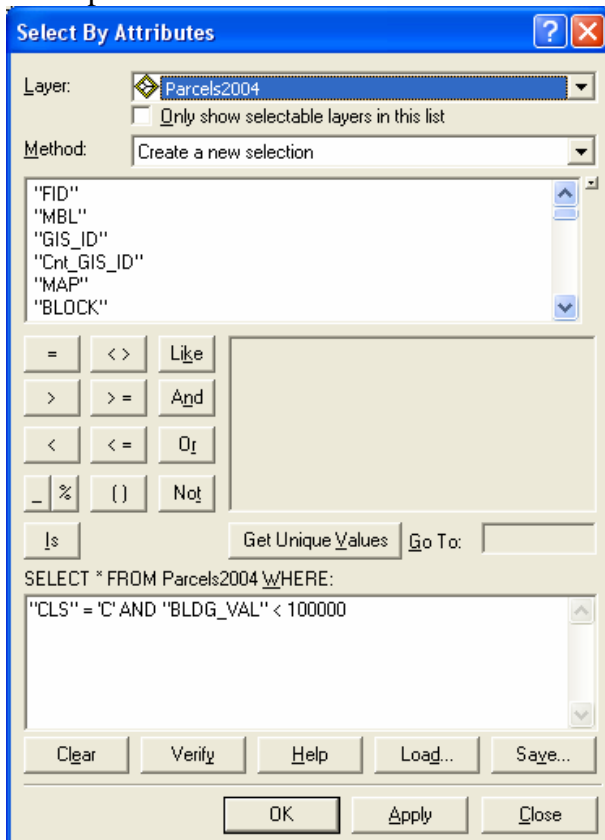 Select By Attributes
Layer: Parcels2004
Only show selectable layers in this list
Method: Create a new selection
"FID"
"MBL"
"GIS_ID"
"Cnt_GIS_ID"
"MAP"
"BLOCK"
= <> Like
> > = And
< < = Or
_ % () Not
Is Get Unique Values Go To:
SELECT * FROM Parcels2004 WHERE:
"CLS" = 'C' AND "BLDG_VAL" < 100000
Clear Verify Help Load... Save...
OK Apply Close